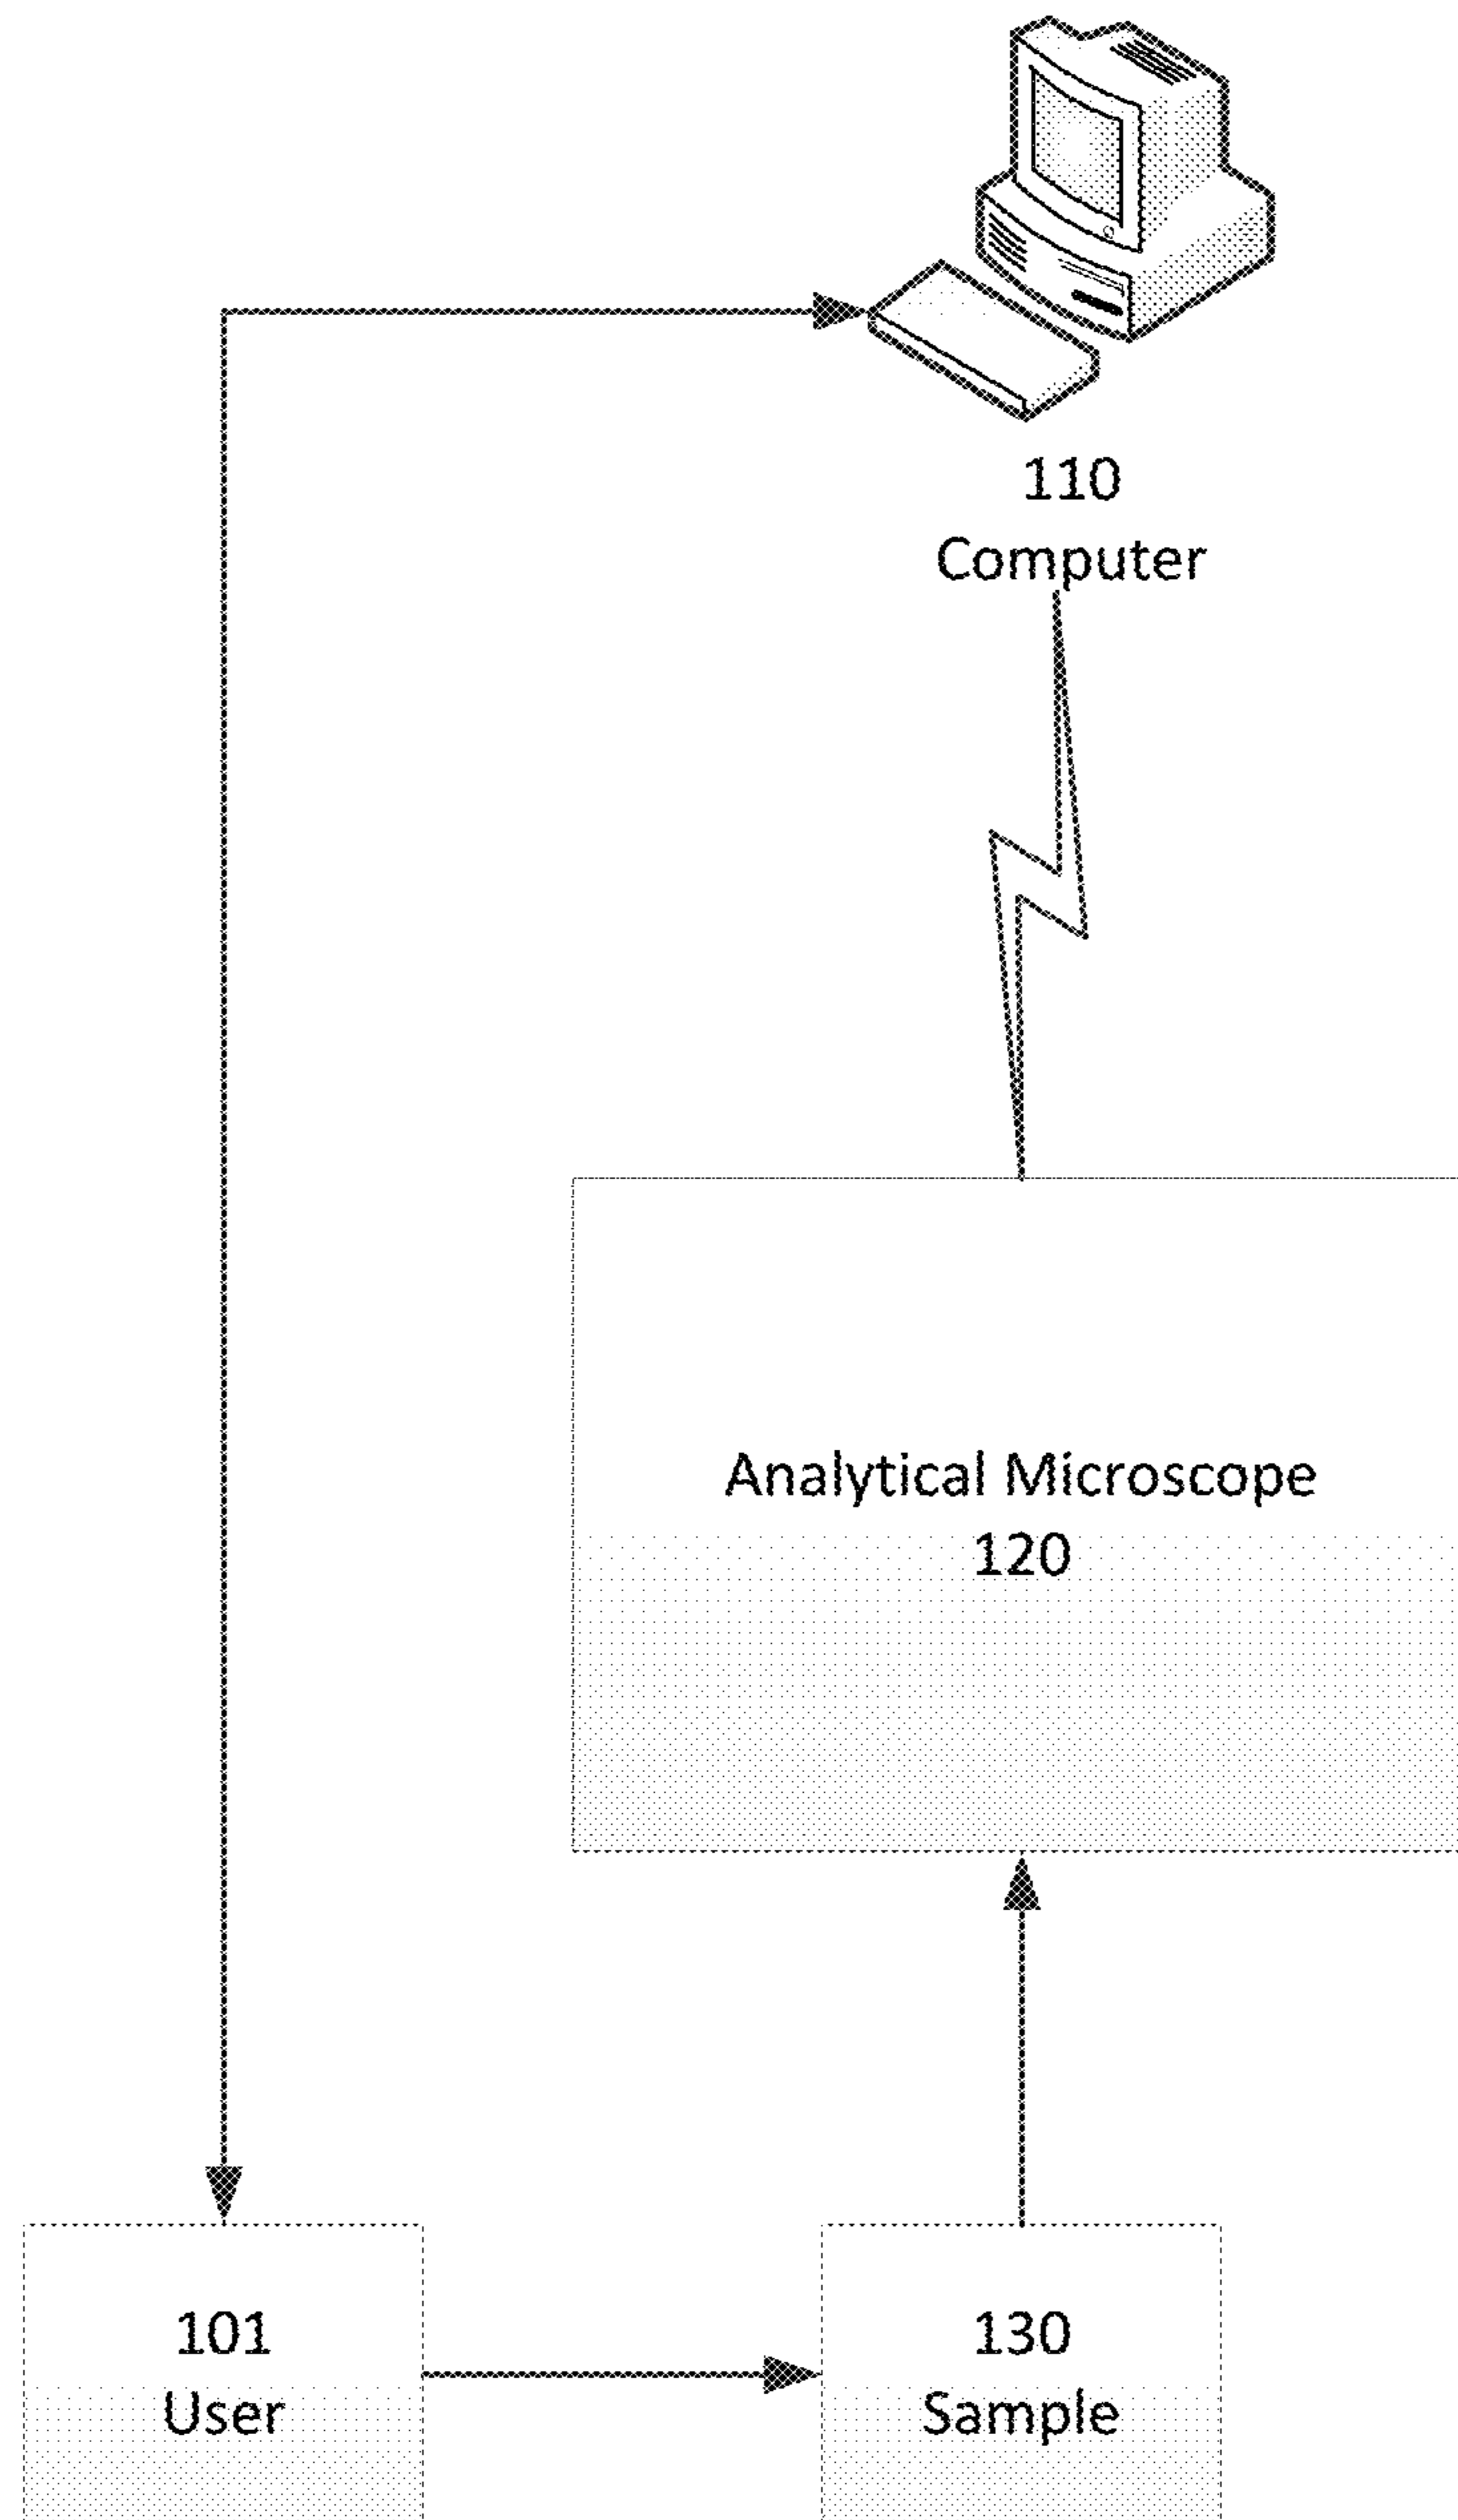 110
Computer
Analytical Microscope
120
101
User
130
Sample